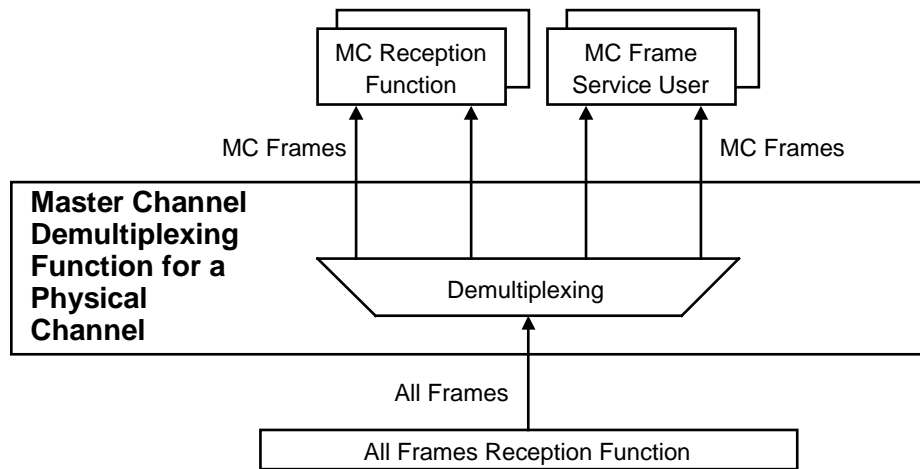 MC Reception
Function
MC Frame
Service User
MC Frames
MC Frames
Master Channel
Demultiplexing
Function for a
Physical
Channel
Demultiplexing
All Frames
All Frames Reception Function